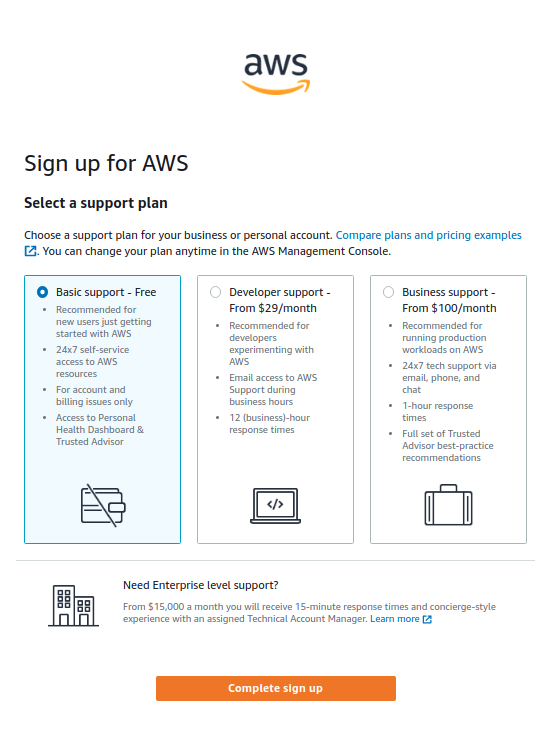 aws
Sign up for AWS
Select a support plan
Choose a support plan for your business or personal account. Compare plans and pricing examples
. You can change your plan anytime in the AWS Management Console.
Basic support - Free
• Recommended for
new users just getting
started with AWS
• 24x7 self-service
access to AWS
resources
• For account and
billing issues only
• Access to Personal
Health Dashboard &
Trusted Advisor
Developer support -
From $29/month
• Recommended for
developers
experimenting with
AWS
• Email access to AWS
Support during
business hours
• 12 (business)-hour
response times
</>
Business support -
From $100/month
• Recommended for
running production
workloads on AWS
• 24x7 tech support via
email, phone, and
chat
• 1-hour response
times
• Full set of Trusted
Advisor best-practice
recommendations
Need Enterprise level support?
From $15,000 a month you will receive 15-minute response times and concierge-style
experience with an assigned Technical Account Manager. Learn more
Complete sign up